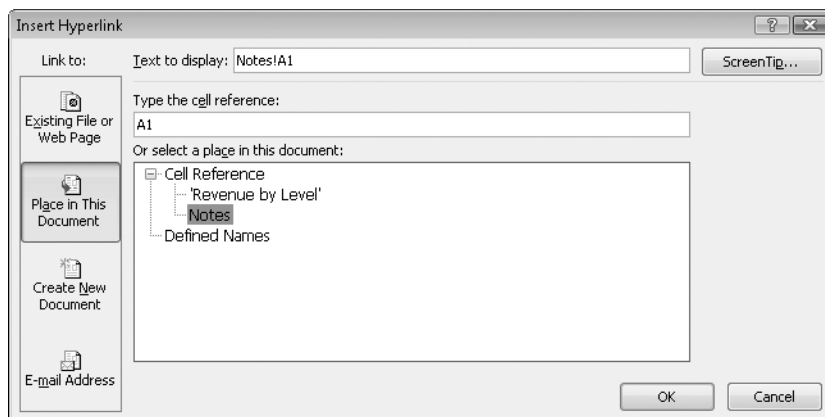 Insert Hyperlink
Link to:
Text to display: Notes!A1
ScreenTip...
Existing File or
Web Page
Place in This
Document
Create New
Document
E-mail Address
Type the cell reference:
A1
Or select a place in this document:
Cell Reference
'Revenue by Level'
Notes
Defined Names
OK
Cancel